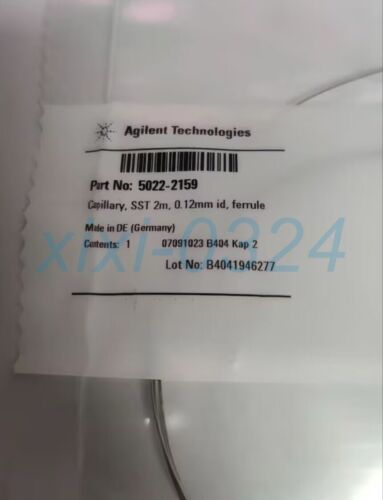 Agilent Technologies
Part No: 5022-2159
Capillary, SST 2m, 0.12mm id, ferrule
Made in DE (Germany)
Contents: 1 07091023 B404 Kap 2
Lot No: B4041946277
xixi-0324